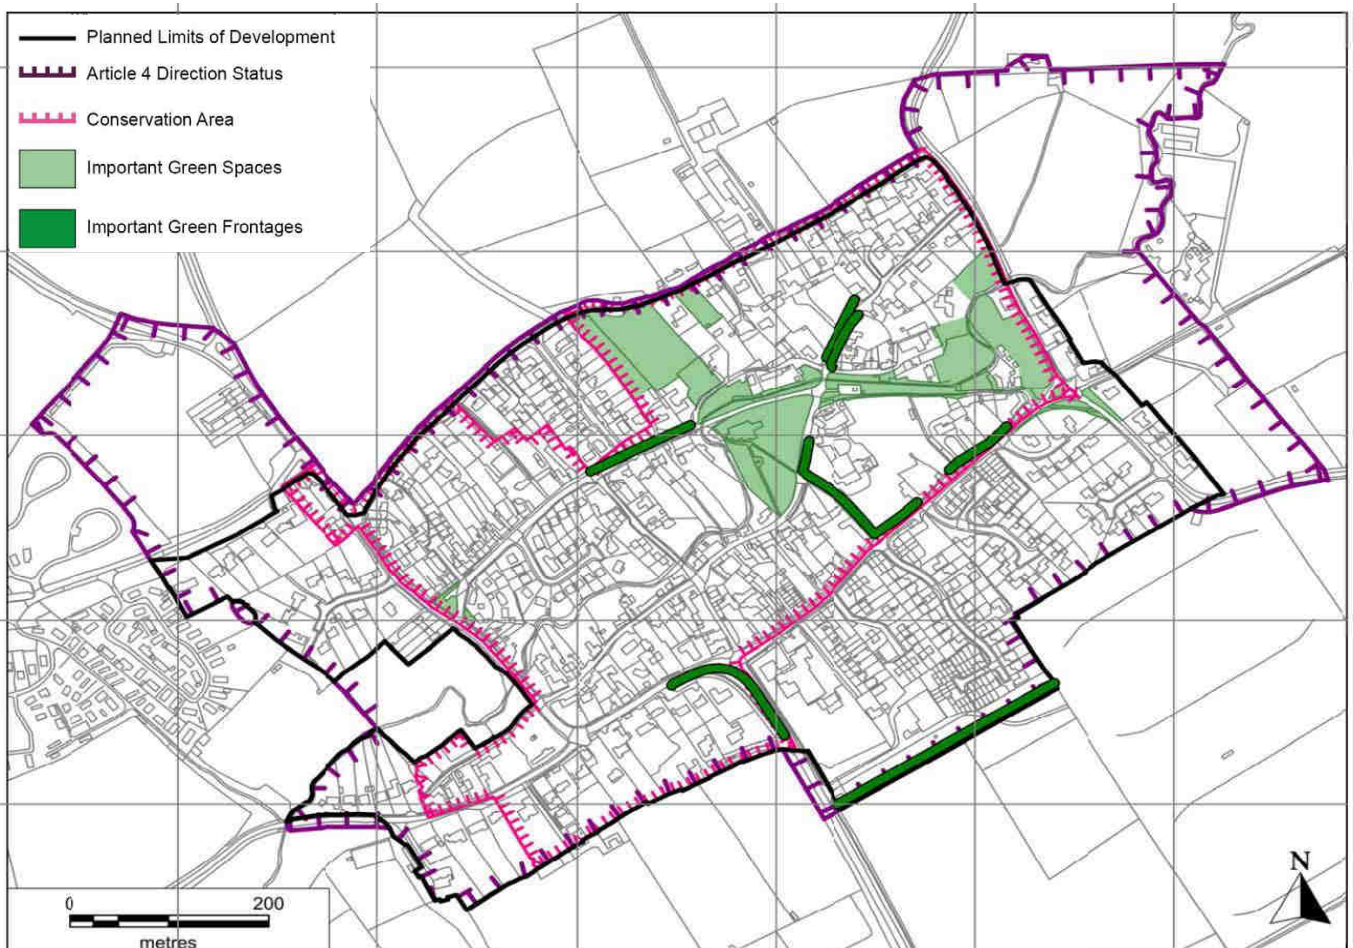 Planned Limits of Development
Article 4 Direction Status
Conservation Area
Important Green Spaces
Important Green Frontages
N
0 200
metres